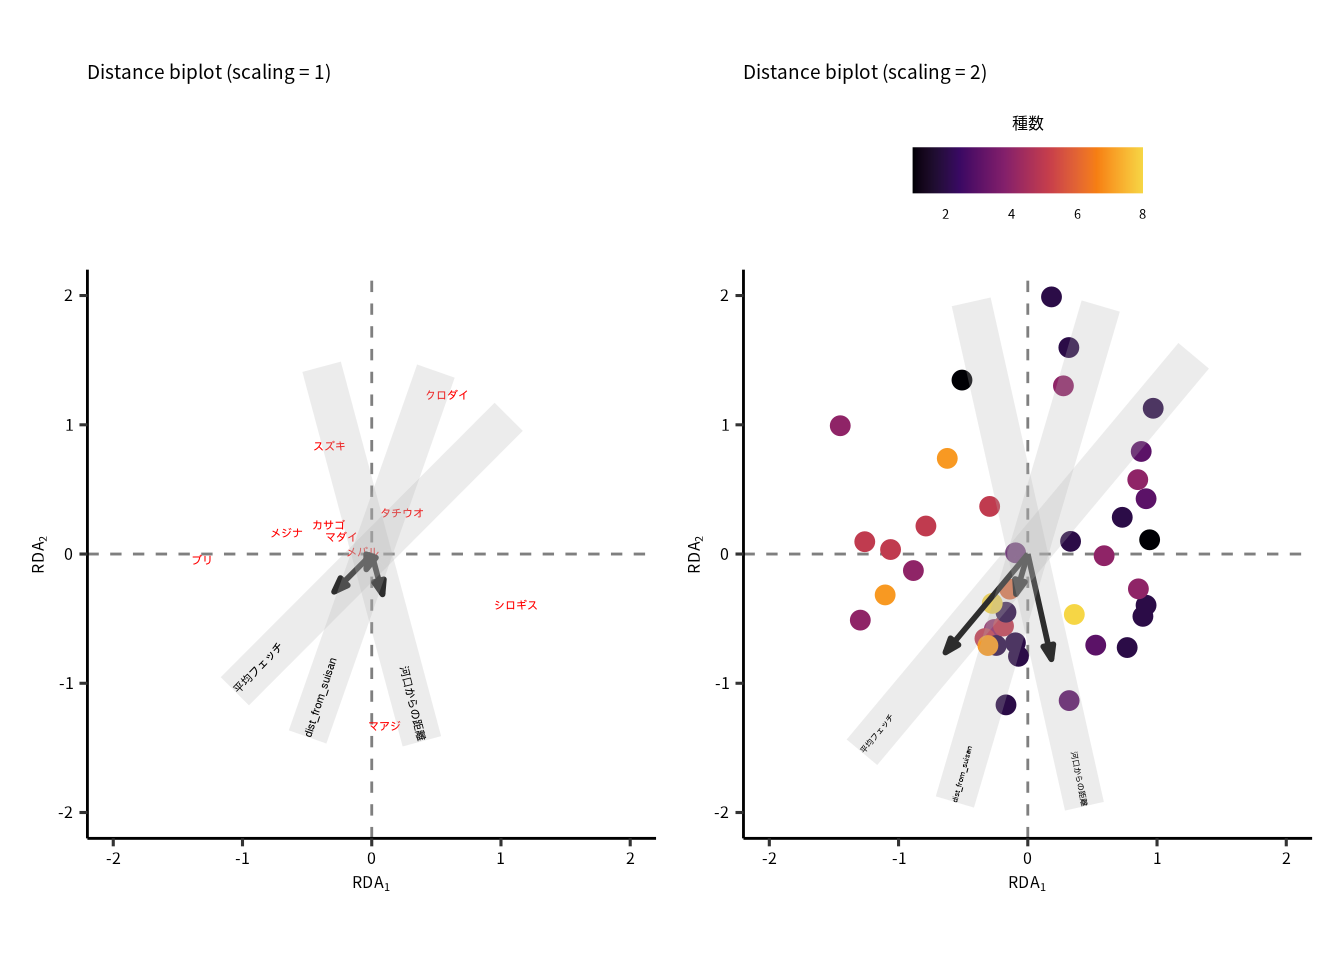 Distance biplot (scaling = 1)
2
1
0
-1
-2
RDA2
クロダイ
スズキ
タチウオ
カサゴ
メジナ
マダイ
メバル
ブリ
シロギス
平均フェッチ
dist_from_suisan
河口からの距離
マアジ
-2
-1
0
1
2
RDA1
Distance biplot (scaling = 2)
種数
2
4
6
8
2
1
0
-1
-2
RDA2
平均フェッチ
dist_from_suisan
河口からの距離
-2
-1
0
1
2
RDA1